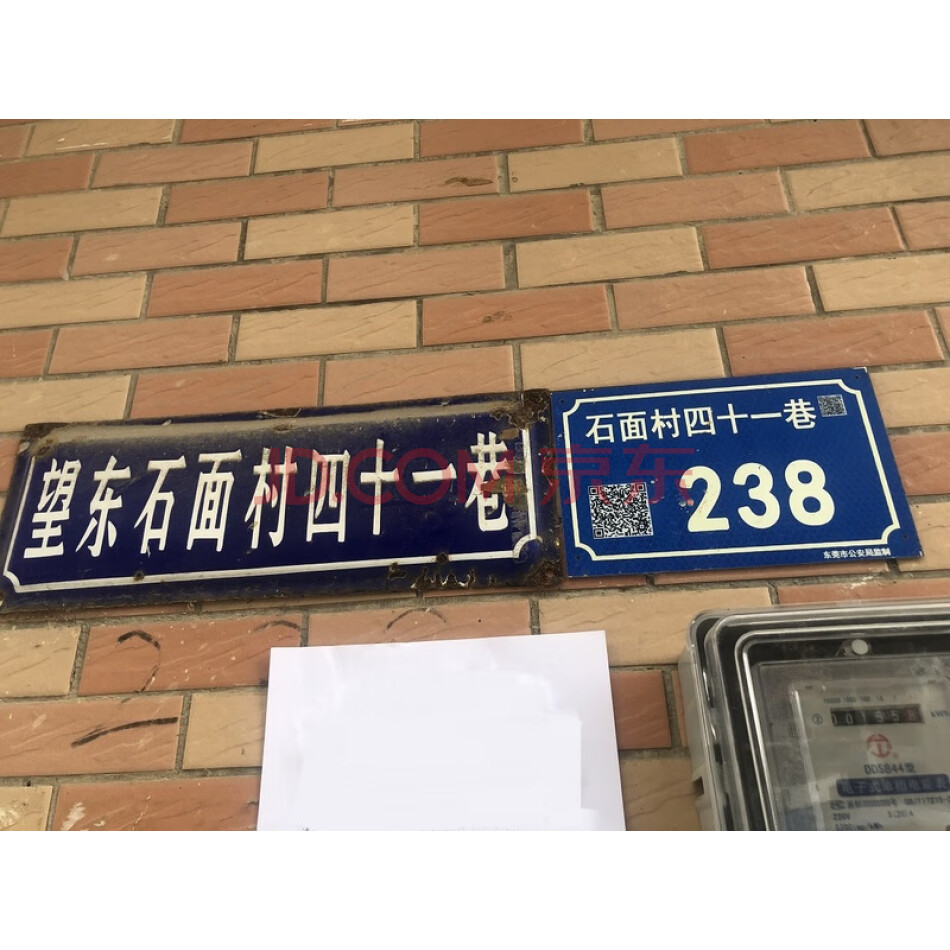 望东石面村四十一巷
石面村四十一巷
238
东莞市公安局监制
JD.COM 京东
DDS844型
220V